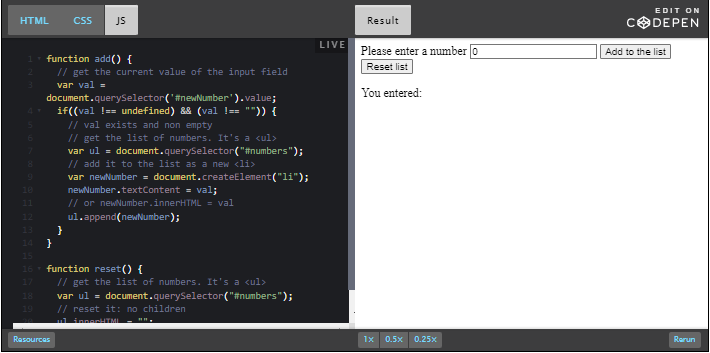 HTML CSS JS
Result
EDIT ON
CODEPEN
LIVE
1 function add() {
2 // get the current value of the input field
3 var val =
document.querySelector('#newNumber').value;
4 if((val !== undefined) && (val !== "")) {
5 // val exists and non empty
6 // get the list of numbers. It's a <ul>
7 var ul = document.querySelector("#numbers");
8 // add it to the list as a new <li>
9 var newNumber = document.createElement("li");
10 newNumber.textContent = val;
11 // or newNumber.innerHTML = val
12 ul.append(newNumber);
13 }
14 }
15
16 function reset() {
17 // get the list of numbers. It's a <ul>
18 var ul = document.querySelector("#numbers");
19 // reset it: no children
20 ul.innerHTML = "";
Please enter a number 0 Add to the list
Reset list
You entered:
Resources
1× 0.5× 0.25×
Rerun